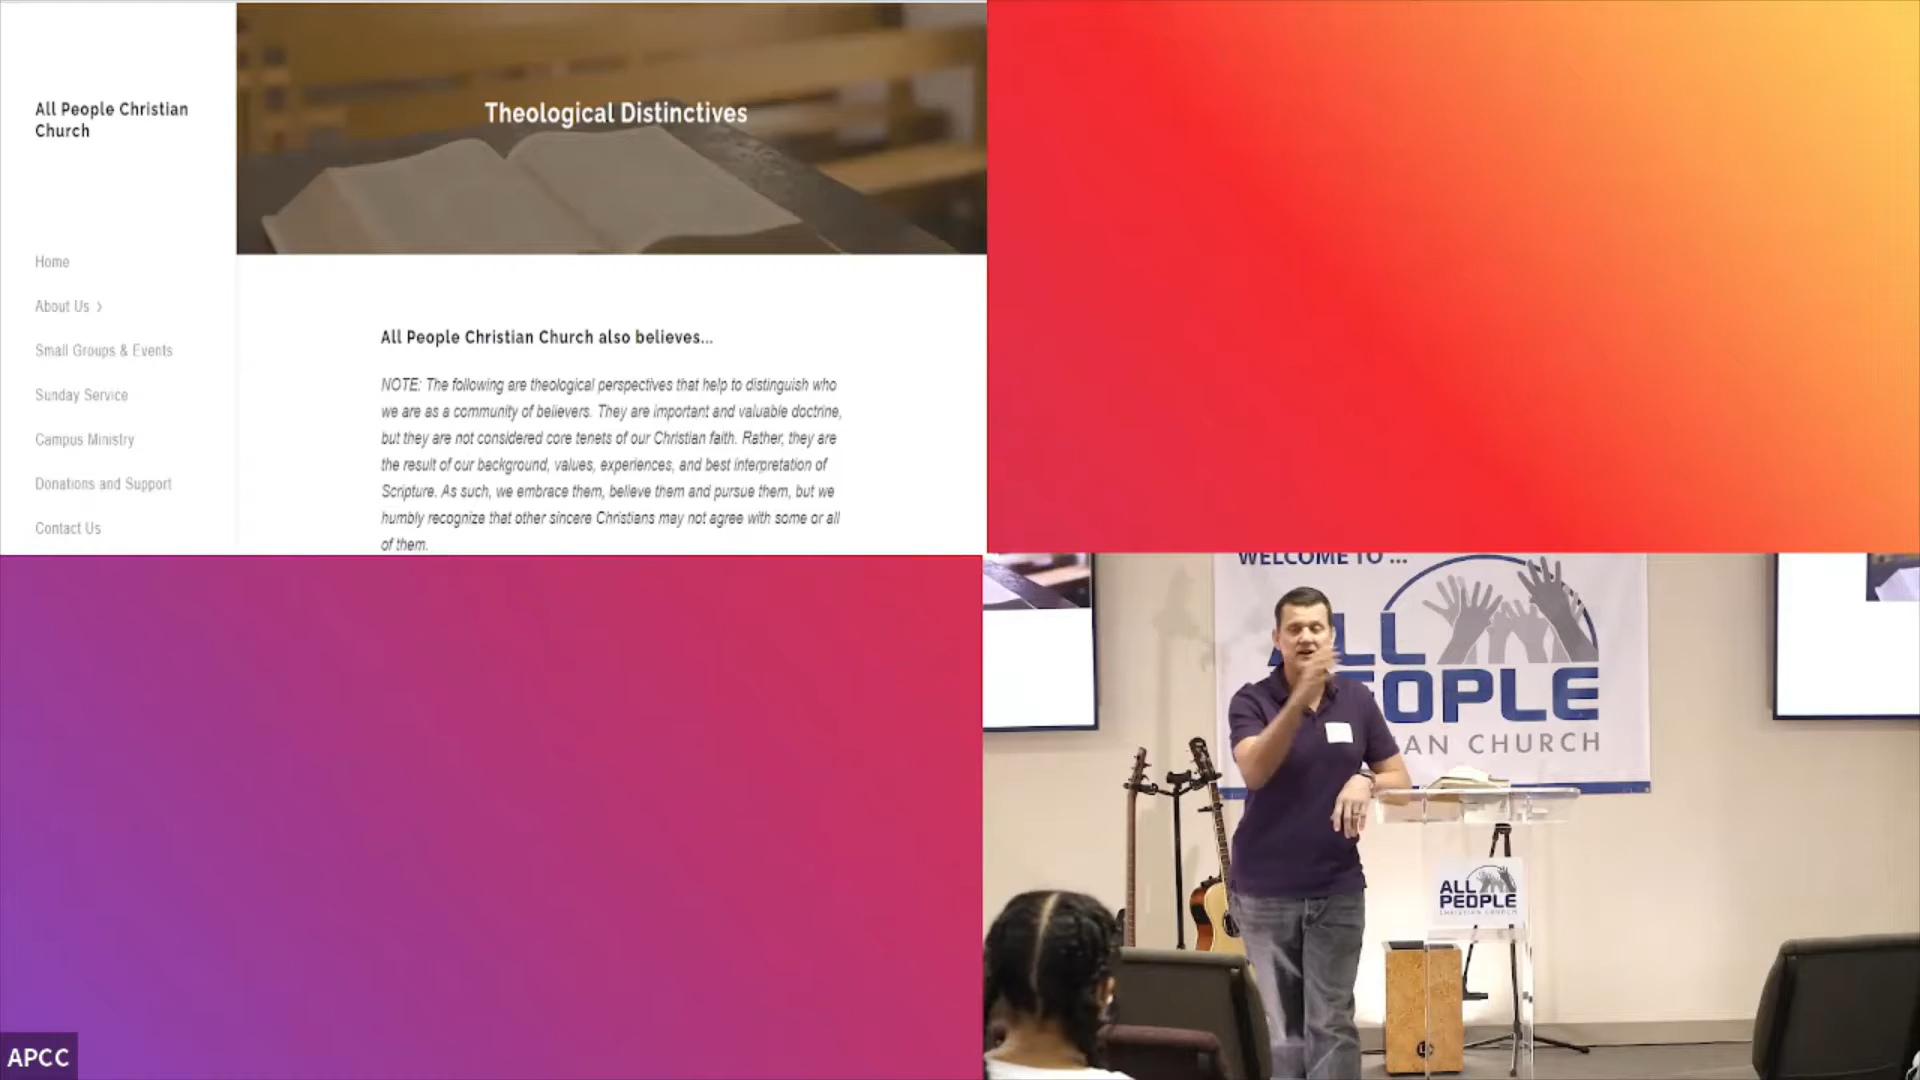 Theological Distinctives
All People Christian
Church
Home
About Us
Small Groups & Events
Sunday Service
Campus Ministry
Donations and Support
Contact Us
All People Christian Church also believes...
NOTE: The following are theological perspectives that help to distinguish who
we are as a community of believers. They are important and valuable doctrine,
but they are not considered core tenets of our Christian faith. Rather, they are
the result of our background, values, experiences, and best interpretation of
Scripture. As such, we embrace them, believe them and pursue them, but we
humbly recognize that other sincere Christians may not agree with some or all
of them.
WELCOME TO ...
ALL
PEOPLE
IAN CHURCH
ALL
PEOPLE
CHRISTIAN CHURCH
APCC